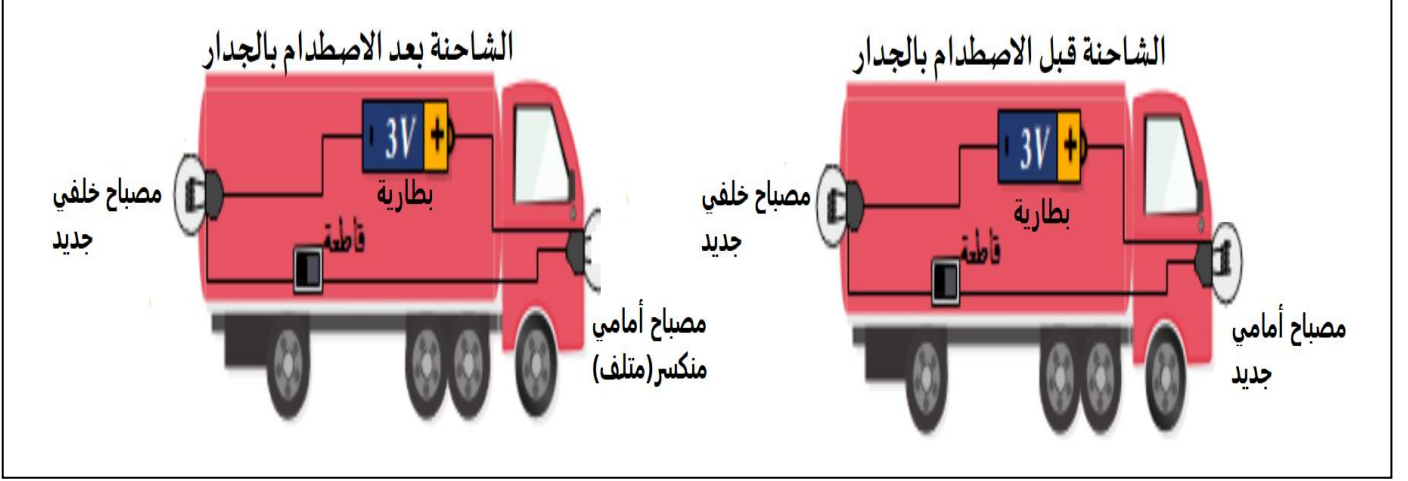 الشاحنة قبل الاصطدام بالجدار
- 3V +
بطارية
مصباح خلفي
جديد
قاطعة
مصباح أمامي
جديد
الشاحنة بعد الاصطدام بالجدار
- 3V +
بطارية
مصباح خلفي
جديد
قاطعة
مصباح أمامي
منكسر(متلف)